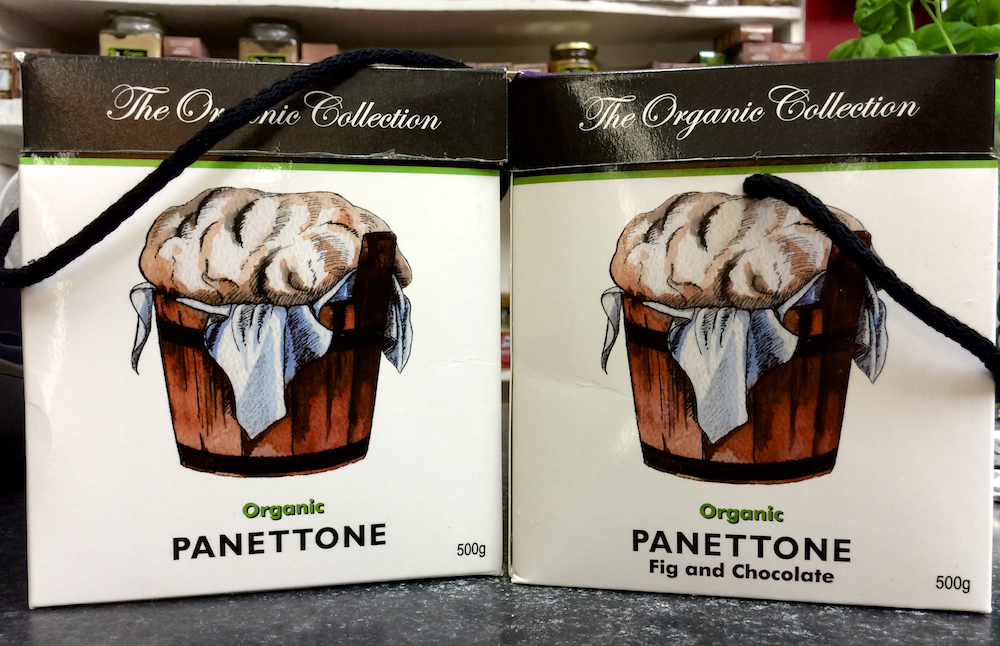 The Organic Collection
Organic
PANETTONE
500g
The Organic Collection
Organic
PANETTONE
Fig and Chocolate
500g